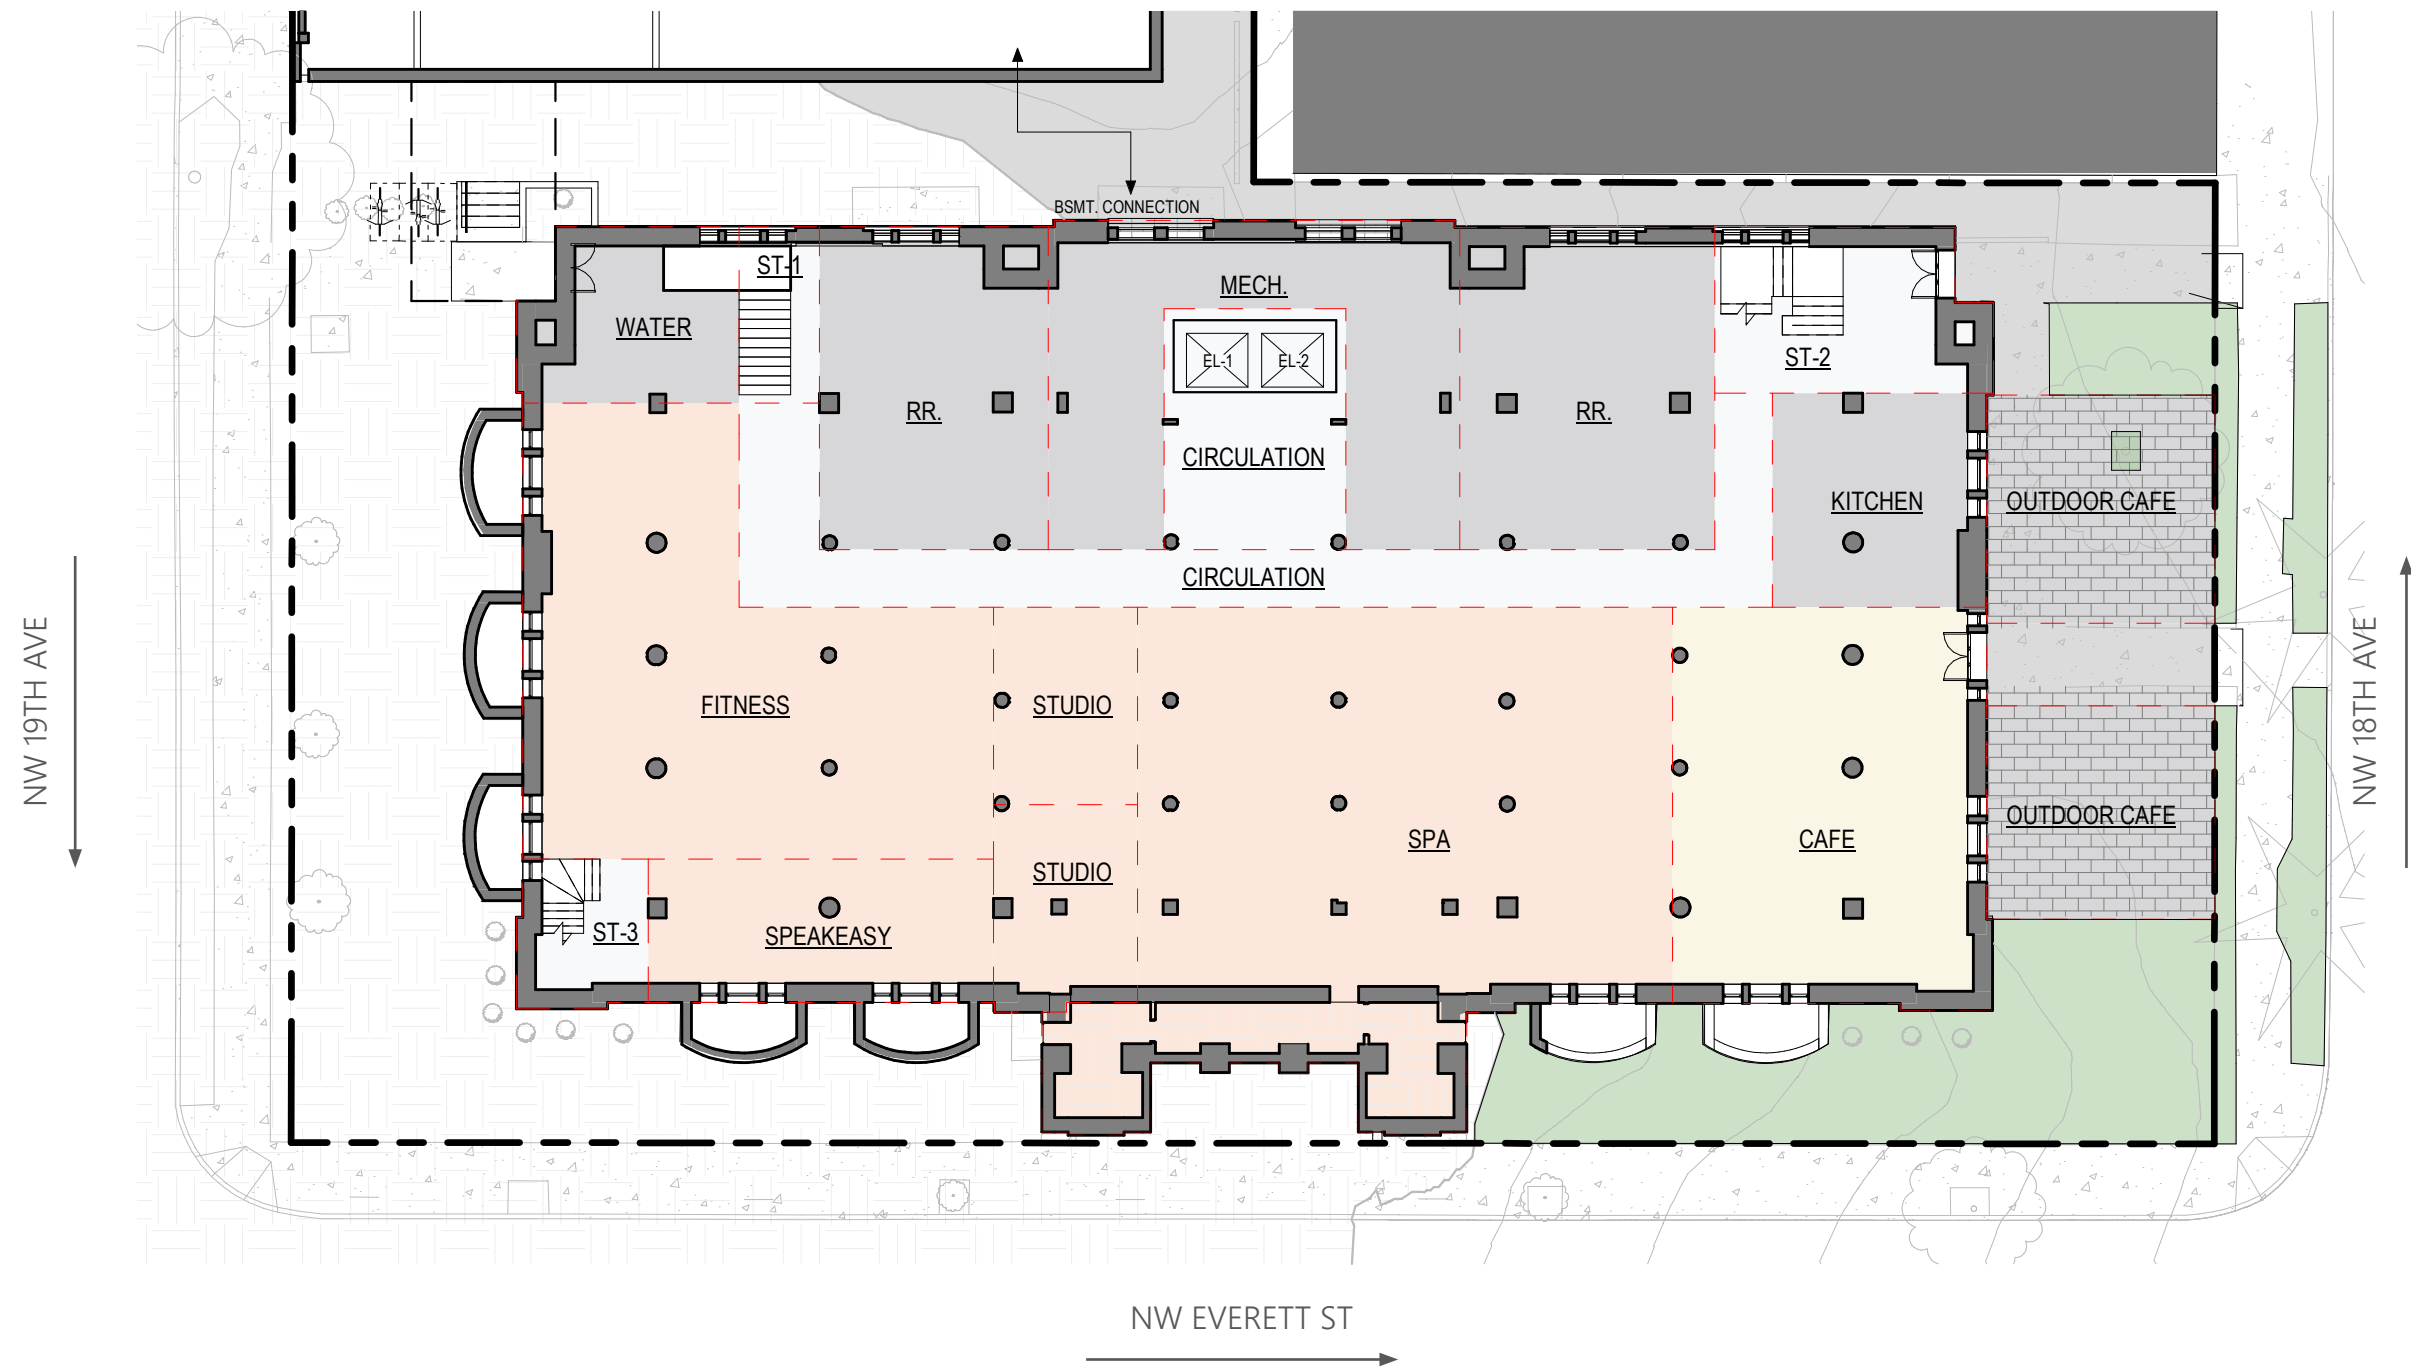 BSMT. CONNECTION
ST-1
MECH.
WATER
EL-1
EL-2
ST-2
RR.
RR.
CIRCULATION
KITCHEN
OUTDOOR CAFE
CIRCULATION
NW 19TH AVE
NW 18TH AVE
FITNESS
STUDIO
OUTDOOR CAFE
SPA
CAFE
STUDIO
ST-3
SPEAKEASY
NW EVERETT ST